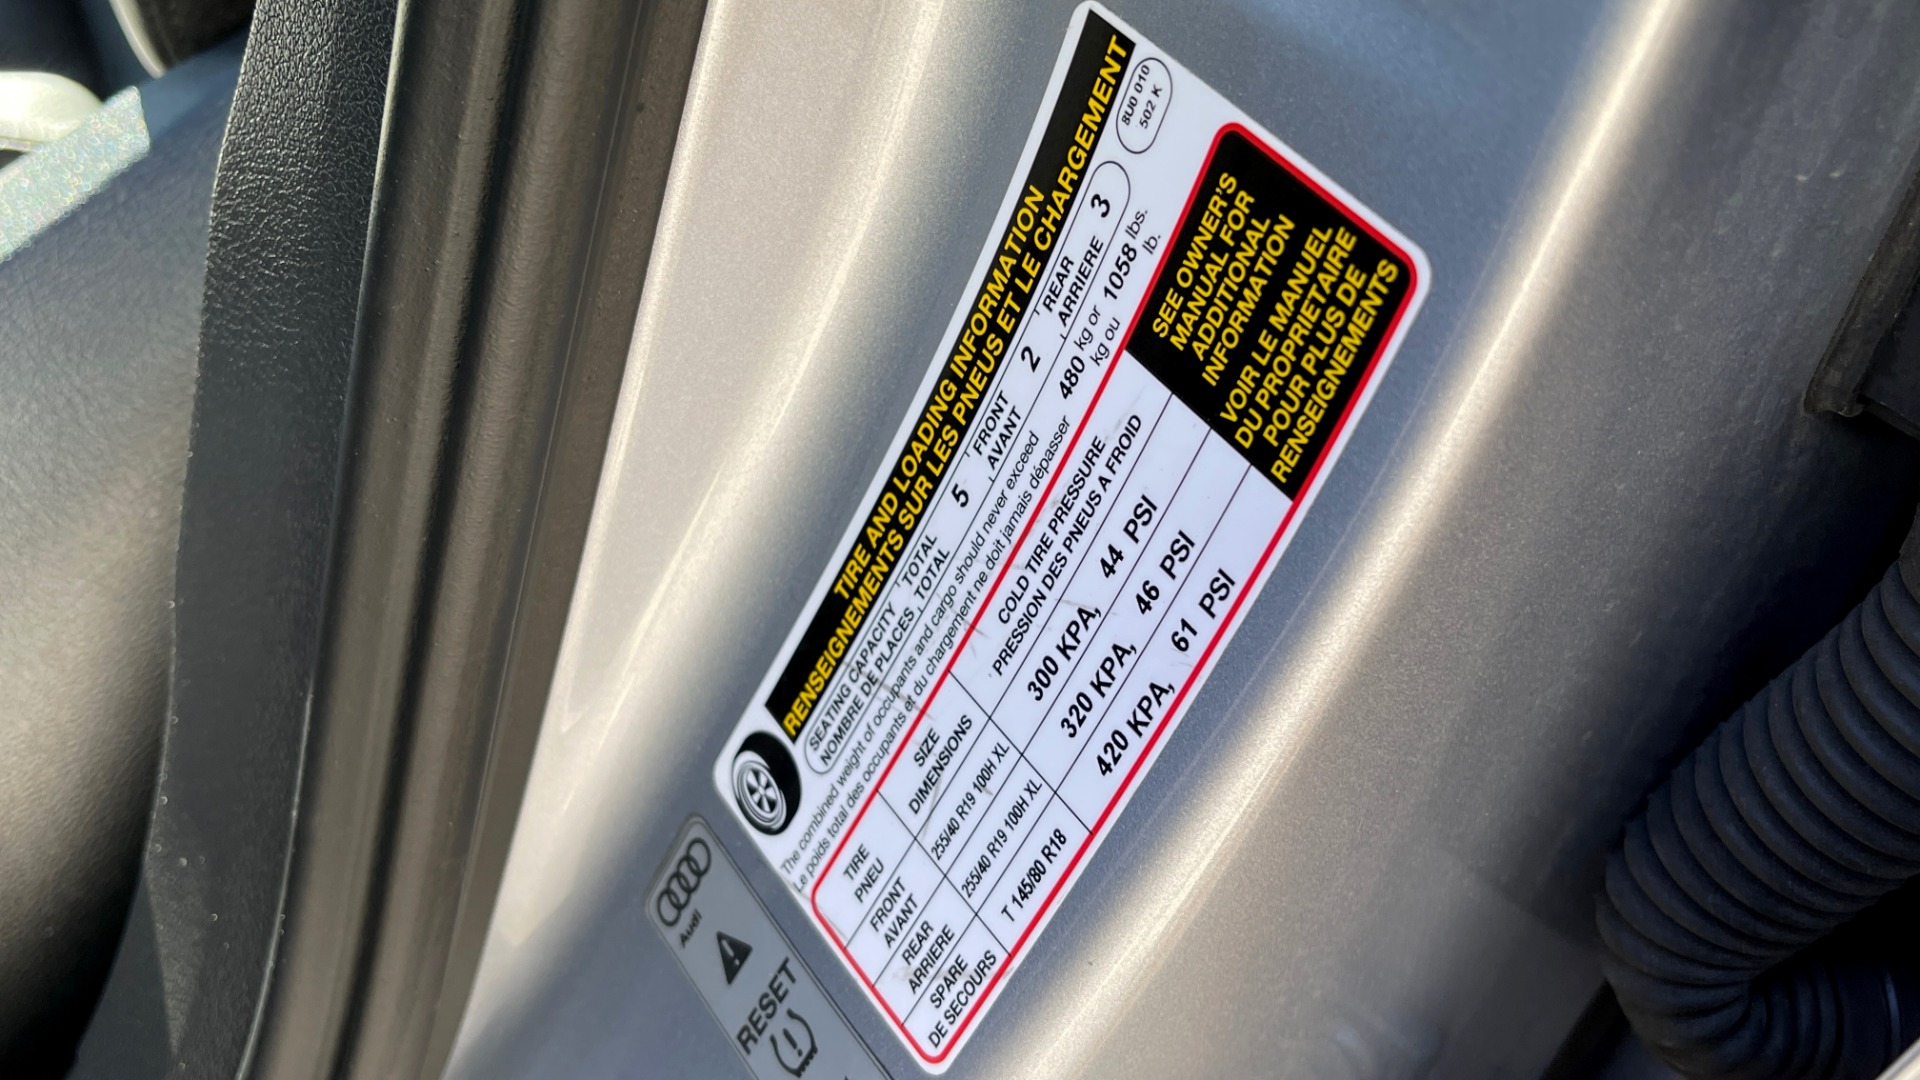 TIRE AND LOADING INFORMATION
RENSEIGNEMENTS SUR LES PNEUS ET LE CHARGEMENT
8U0 010
502 K
SEATING CAPACITY TOTAL 5 FRONT 2 REAR 3
NOMBRE DE PLACES TOTAL AVANT ARRIERE
The combined weight of occupants and cargo should never exceed 480 kg or 1058 lbs.
Le poids total des occupants et du chargement ne doit jamais dépasser kg ou lb.
TIRE SIZE COLD TIRE PRESSURE
PNEU DIMENSIONS PRESSION DES PNEUS A FROID
FRONT
AVANT 255/40 R19 100H XL 300 KPA, 44 PSI
REAR
ARRIERE 255/40 R19 100H XL 320 KPA, 46 PSI
SPARE
DE SECOURS T 145/80 R18 420 KPA, 61 PSI
SEE OWNER'S
MANUAL FOR
ADDITIONAL
INFORMATION
VOIR LE MANUEL
DU PROPRIETAIRE
POUR PLUS DE
RENSEIGNEMENTS
Audi
RESET